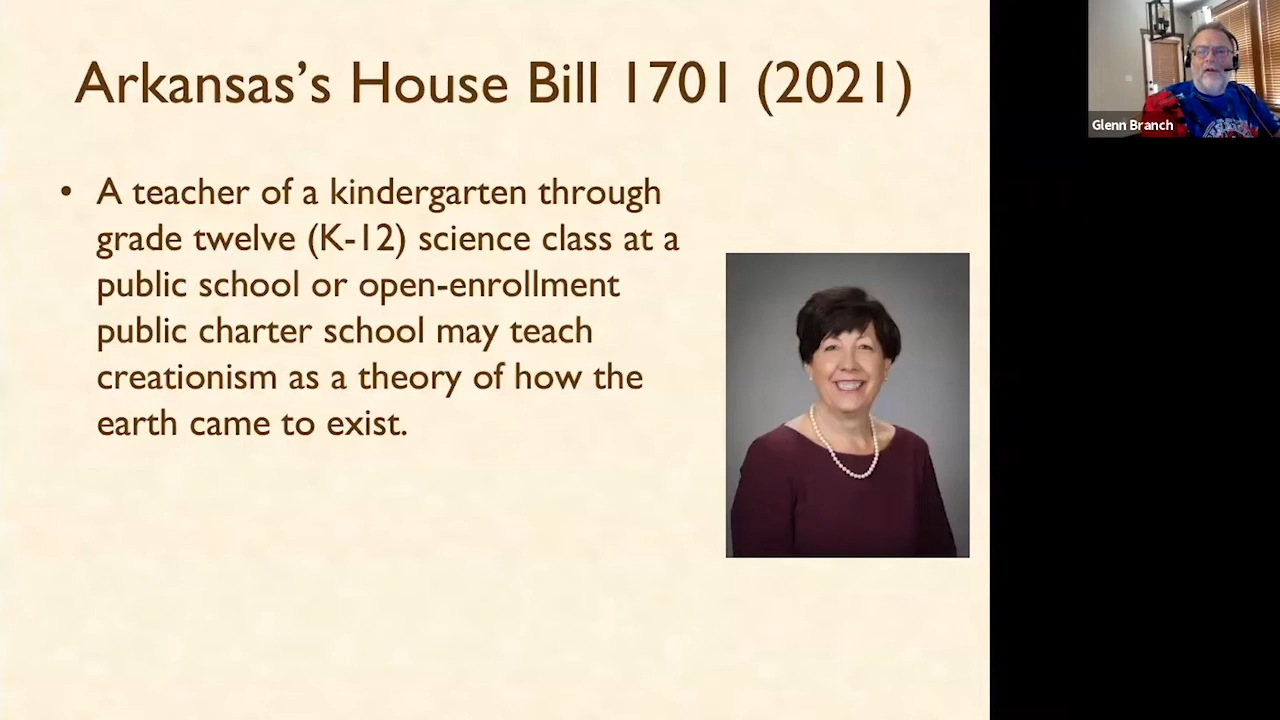 Arkansas's House Bill 1701 (2021)
• A teacher of a kindergarten through
grade twelve (K-12) science class at a
public school or open-enrollment
public charter school may teach
creationism as a theory of how the
earth came to exist.
Glenn Branch